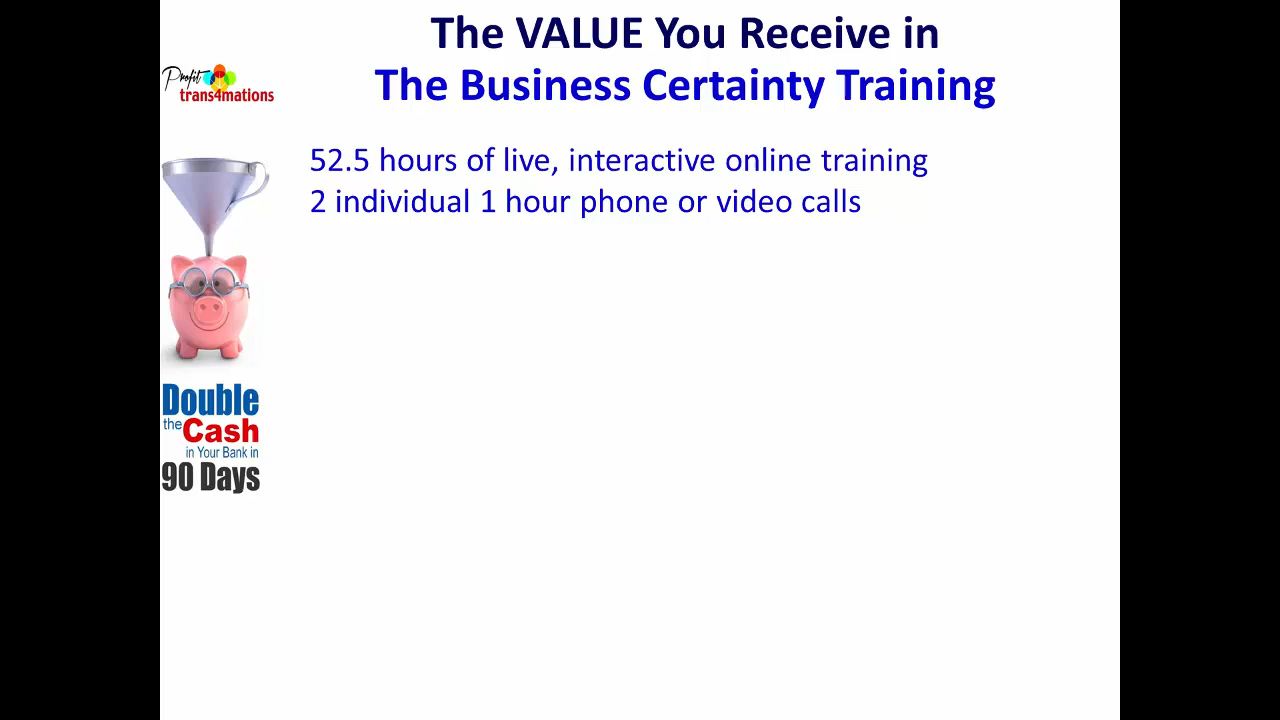 The VALUE You Receive in
The Business Certainty Training
Profit
trans4mations
52.5 hours of live, interactive online training
2 individual 1 hour phone or video calls
Double
the Cash
in Your Bank in
90 Days